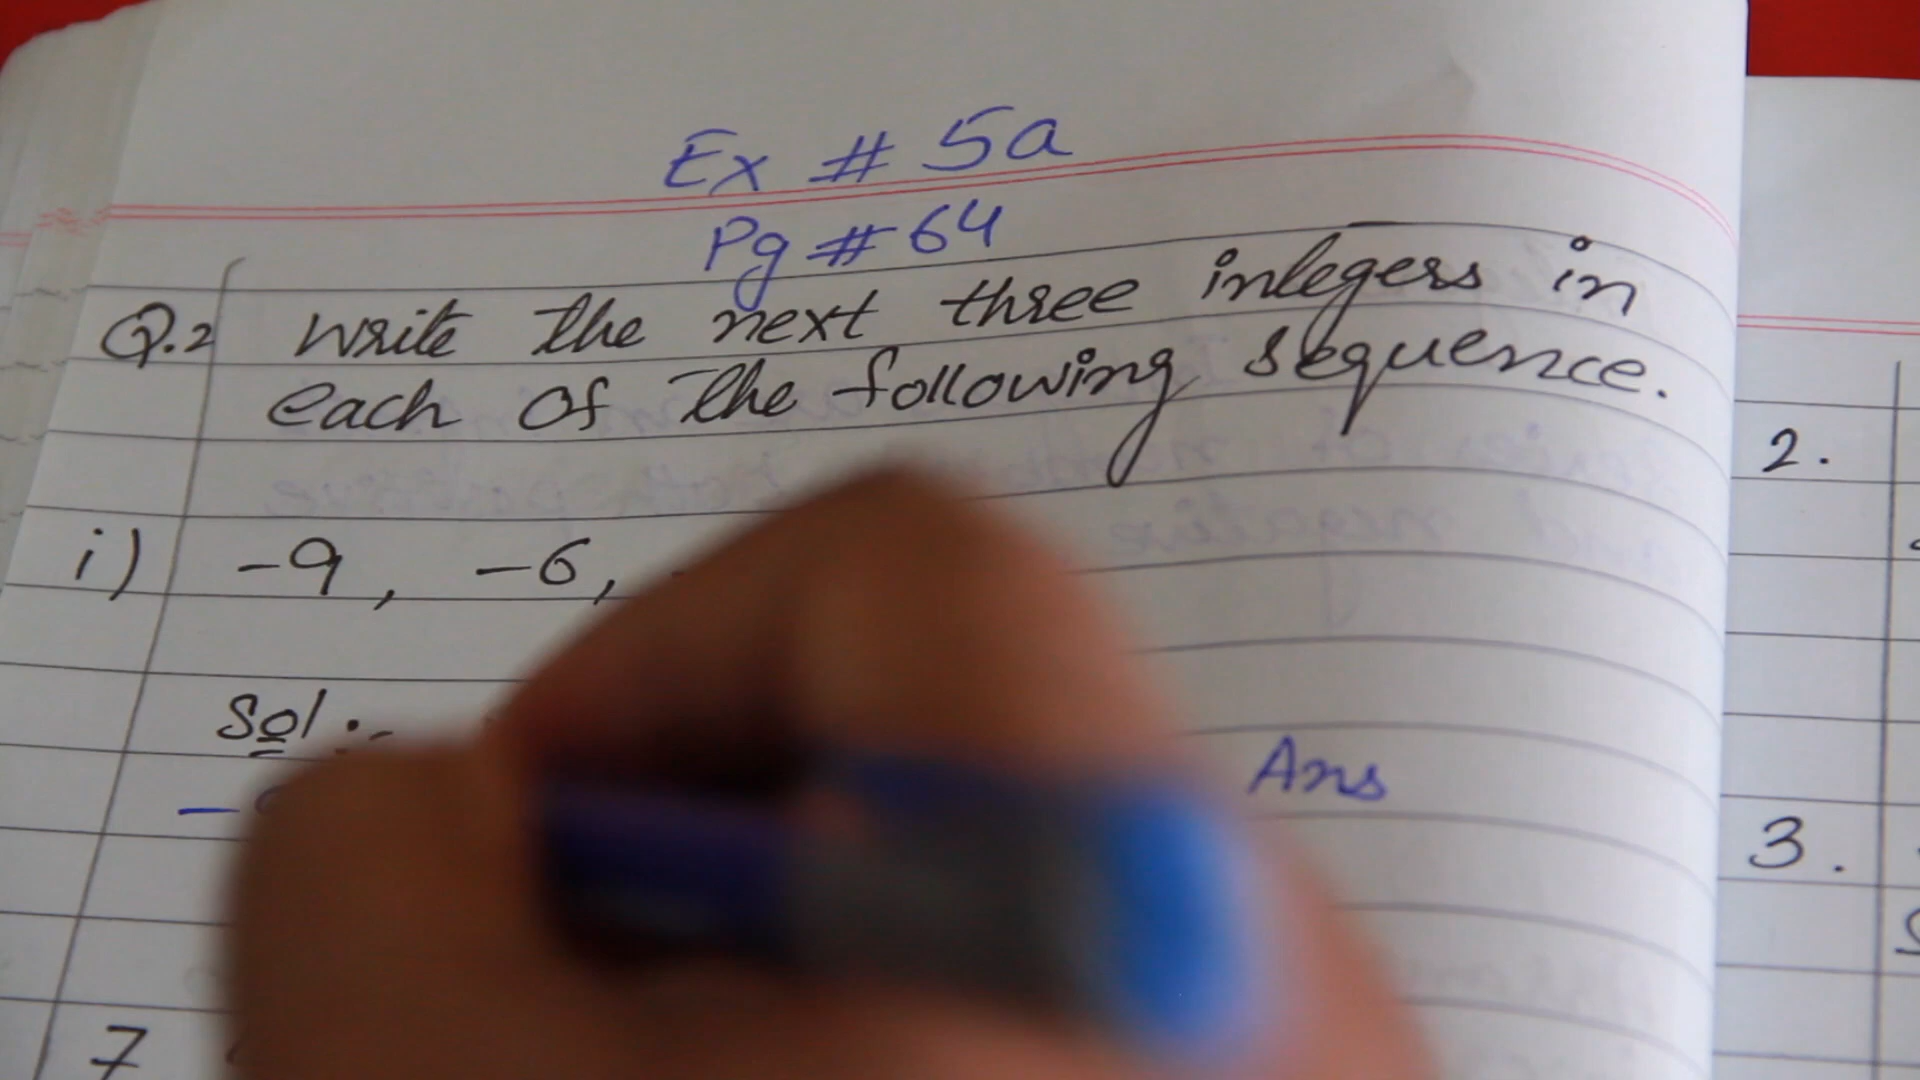 Ex # 5a
Pg # 64
Q.2 Write the next three integers in
each of the following sequence.
i) -9, -6,
Sol:-
Ans
7
2.
3.